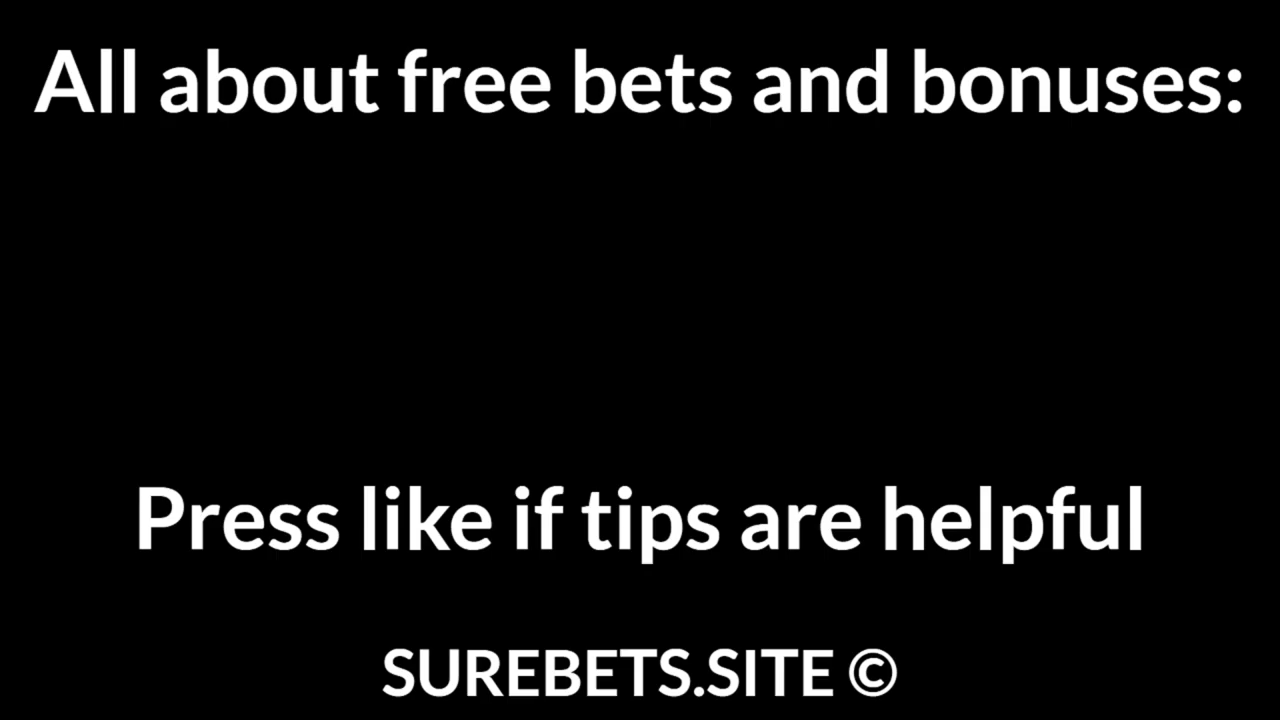 All about free bets and bonuses:
Press like if tips are helpful
SUREBETS.SITE ©